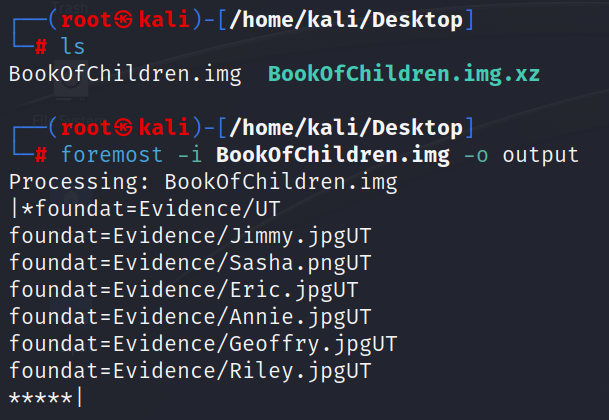 ┌──(root㉿kali)-[/home/kali/Desktop]
└─# ls
BookOfChildren.img  BookOfChildren.img.xz
┌──(root㉿kali)-[/home/kali/Desktop]
└─# foremost -i BookOfChildren.img -o output
Processing: BookOfChildren.img
|*foundat=Evidence/UT
foundat=Evidence/Jimmy.jpgUT
foundat=Evidence/Sasha.pngUT
foundat=Evidence/Eric.jpgUT
foundat=Evidence/Annie.jpgUT
foundat=Evidence/Geoffry.jpgUT
foundat=Evidence/Riley.jpgUT
*****|